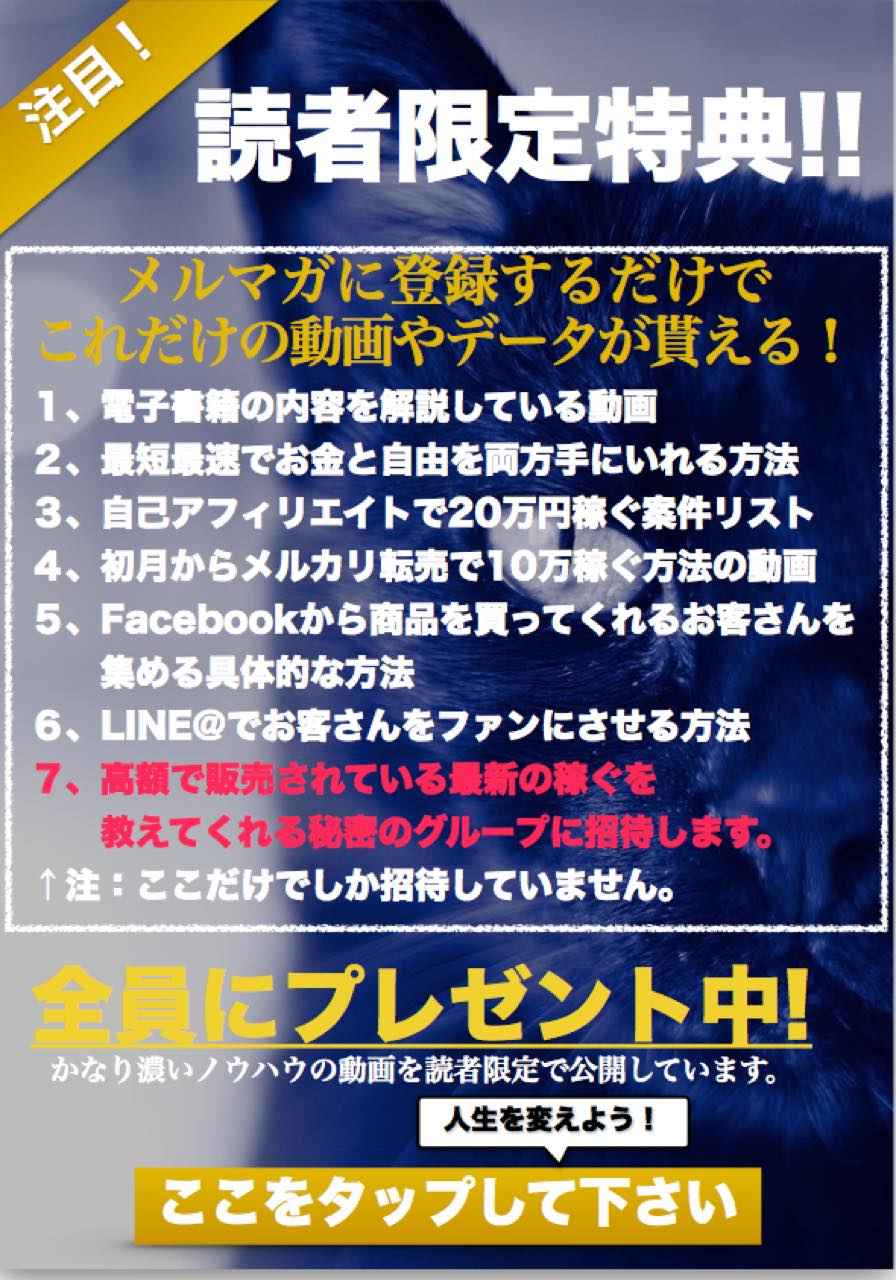 注目！
読者限定特典!!
メルマガに登録するだけで
これだけの動画やデータが貰える！
１、電子書籍の内容を解説している動画
２、最短最速でお金と自由を両方手にいれる方法
３、自己アフィリエイトで20万円稼ぐ案件リスト
４、初月からメルカリ転売で10万稼ぐ方法の動画
５、Facebookから商品を買ってくれるお客さんを
集める具体的な方法
６、LINE@でお客さんをファンにさせる方法
７、高額で販売されている最新の稼ぐを
教えてくれる秘密のグループに招待します。
↑注：ここだけでしか招待していません。
全員にプレゼント中!
かなり濃いノウハウの動画を読者限定で公開しています。
人生を変えよう！
ここをタップして下さい